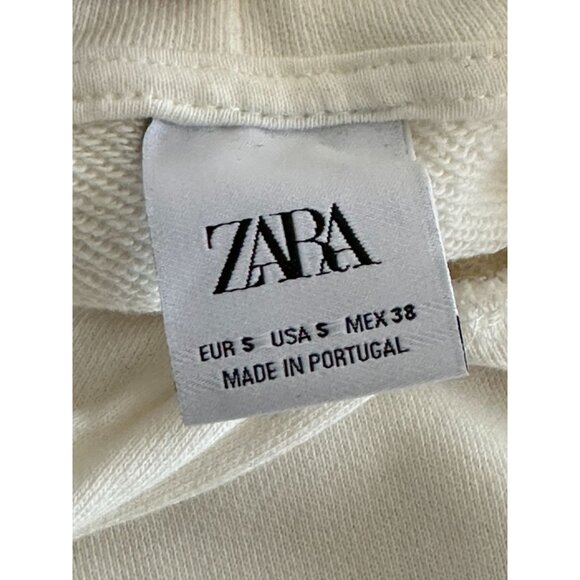 ZARA
EUR S USA S MEX 38
MADE IN PORTUGAL